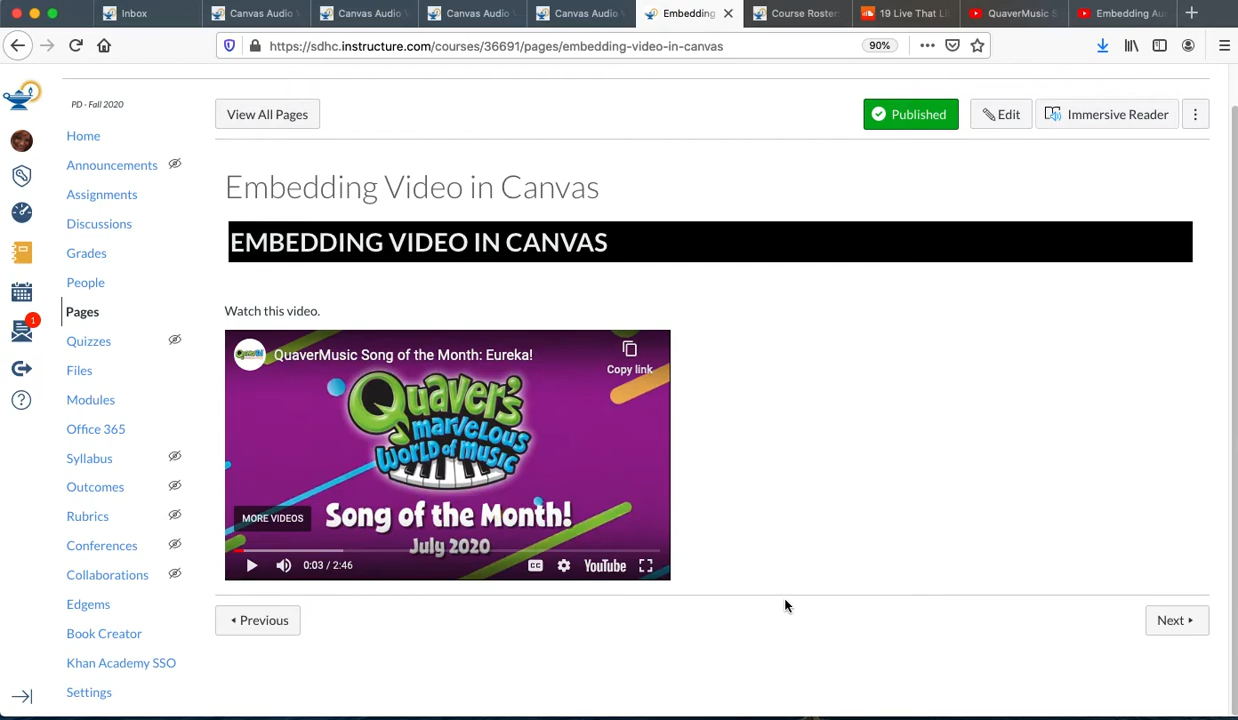 Inbox
Canvas Audio
Canvas Audio
Canvas Audio
Canvas Audio
Embedding
Course Roster
19 Live That Li
QuaverMusic S
Embedding Au
https://sdhc.instructure.com/courses/36691/pages/embedding-video-in-canvas
90%
PD - Fall 2020
Home
Announcements
Assignments
Discussions
Grades
People
Pages
Quizzes
Files
Modules
Office 365
Syllabus
Outcomes
Rubrics
Conferences
Collaborations
Edgems
Book Creator
Khan Academy SSO
Settings
1
View All Pages
Published
Edit
Immersive Reader
Embedding Video in Canvas
EMBEDDING VIDEO IN CANVAS
Watch this video.
QuaverMusic Song of the Month: Eureka!
Copy link
Quaver's
marvelous
World of Music
Song of the Month!
July 2020
MORE VIDEOS
0:03 / 2:46
CC
YouTube
Previous
Next